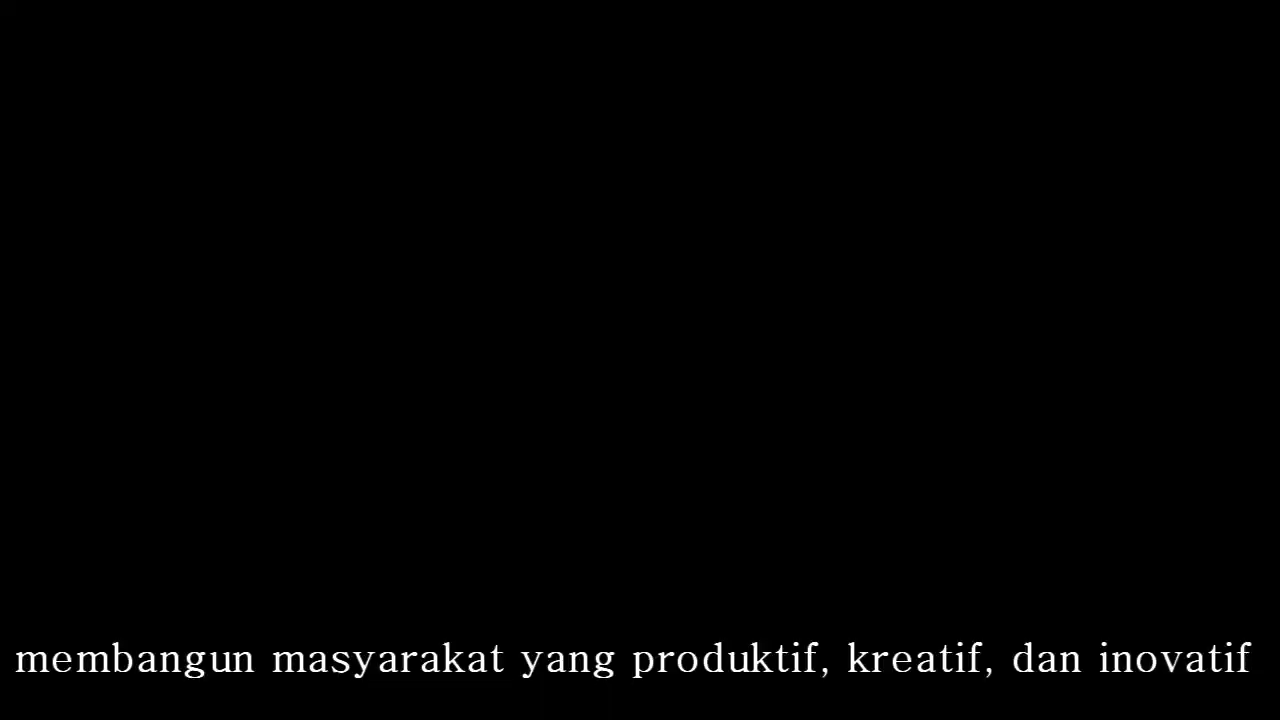 membangun masyarakat yang produktif, kreatif, dan inovatif